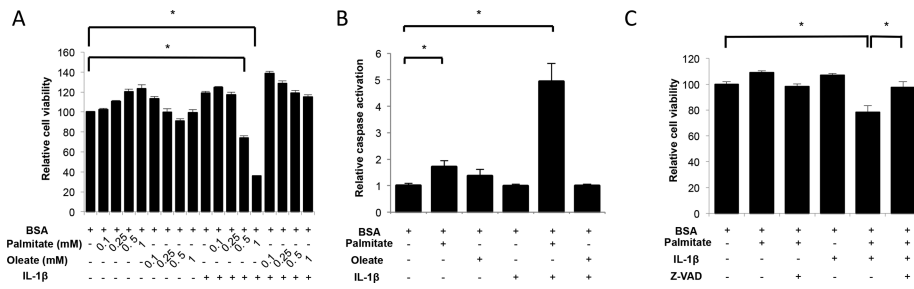 A
*
*
Relative cell viability
160
140
120
100
80
60
40
20
0
BSA + + + + + + + + + + + + + + + + + +
Palmitate (mM) - 0.1 0.25 0.5 1 - - - - - 0.1 0.25 0.5 1 - - - -
Oleate (mM) - - - - - 0.1 0.25 0.5 1 - - - - - 0.1 0.25 0.5 1
IL-1β - - - - - - - - - + + + + + + + + +
B
*
*
Relative caspase activation
6
5
4
3
2
1
0
BSA + + + + + +
Palmitate - + - - + -
Oleate - - + - - +
IL-1β - - - + + +
C
* *
Relative cell viability
120
100
80
60
40
20
0
BSA + + + + + +
Palmitate - + + - + +
IL-1β - - - + + +
Z-VAD - - + - - +